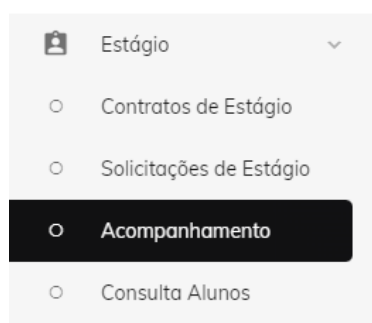 Estágio
Contratos de Estágio
Solicitações de Estágio
Acompanhamento
Consulta Alunos